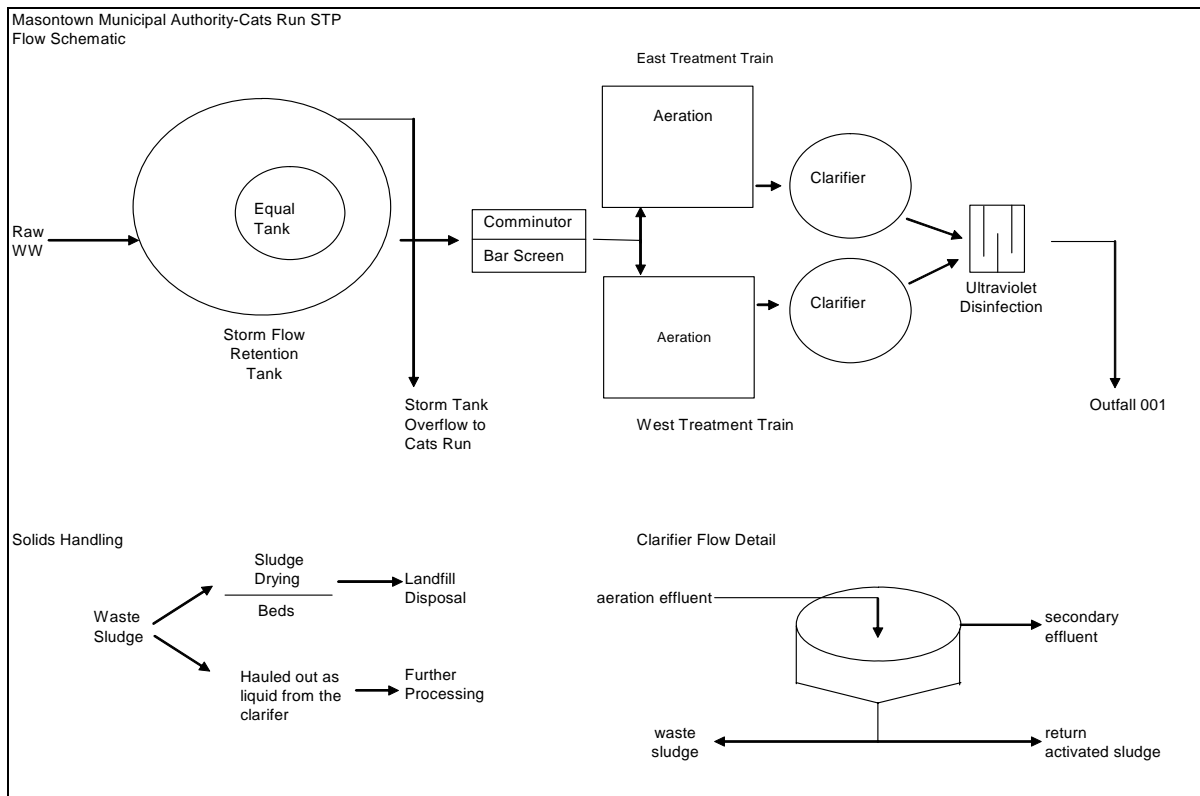 Masontown Municipal Authority-Cats Run STP
Flow Schematic
East Treatment Train
Aeration
Clarifier
Equal
Tank
Raw
WW
Comminutor
Bar Screen
Clarifier
Ultraviolet
Disinfection
Aeration
Storm Flow
Retention
Tank
Storm Tank
Overflow to
Cats Run
West Treatment Train
Outfall 001
Solids Handling
Sludge
Drying
Beds
Landfill
Disposal
Waste
Sludge
Hauled out as
liquid from the
clarifer
Further
Processing
Clarifier Flow Detail
aeration effluent
secondary
effluent
waste
sludge
return
activated sludge